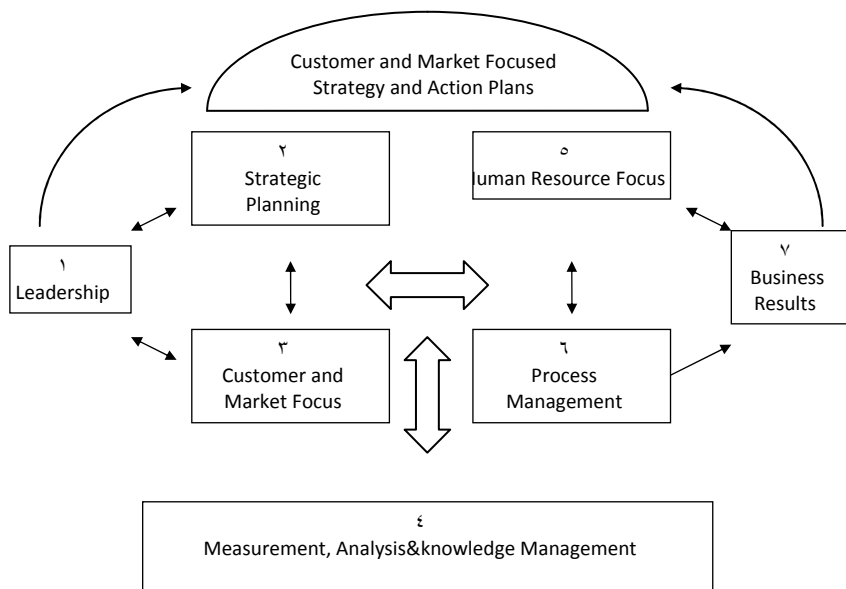 Customer and Market Focused
Strategy and Action Plans
٢
Strategic
Planning
٥
Human Resource Focus
١
Leadership
٧
Business
Results
٣
Customer and
Market Focus
٦
Process
Management
٤
Measurement, Analysis&knowledge Management